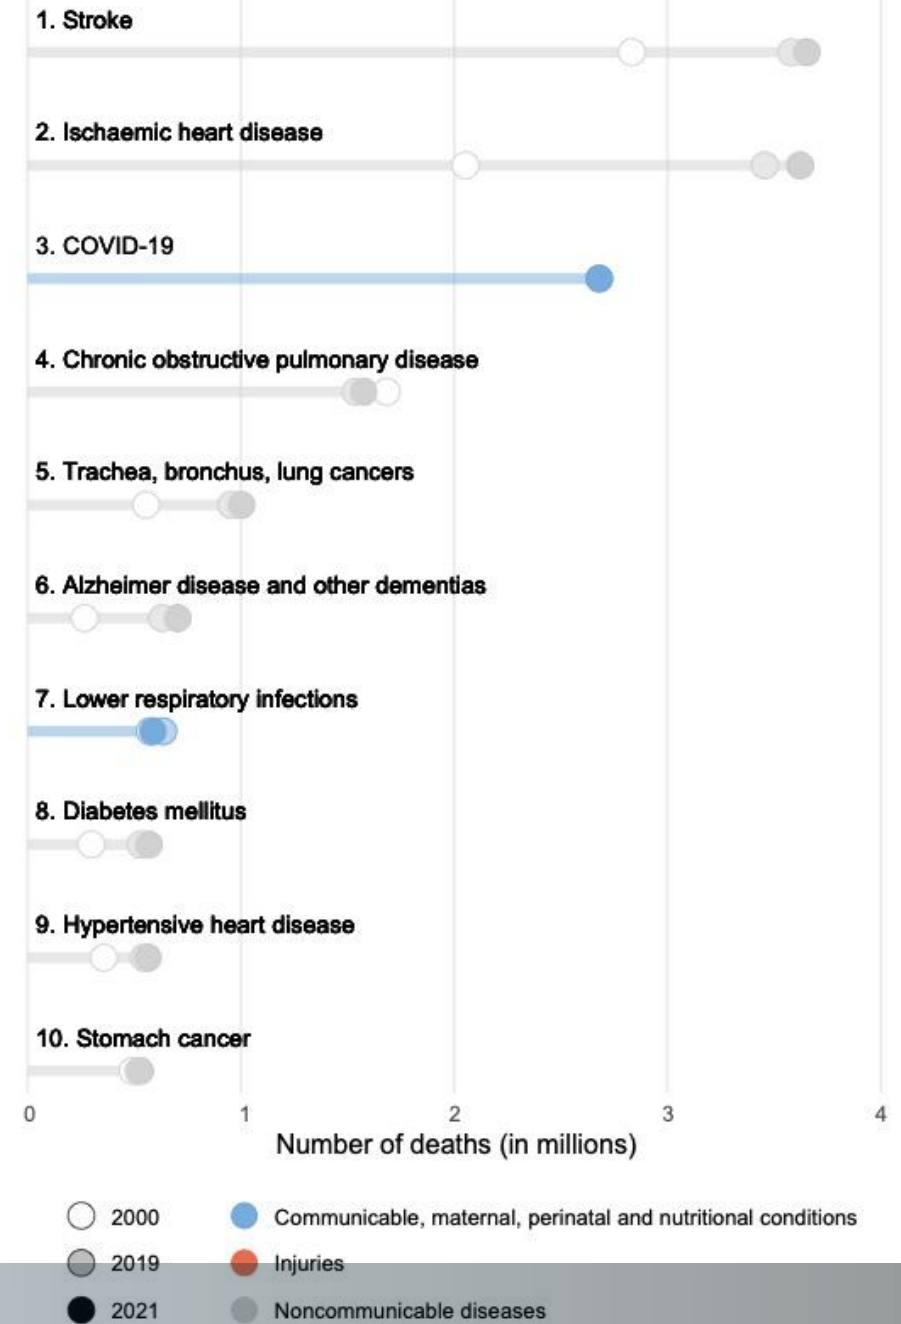 1. Stroke
2. Ischaemic heart disease
3. COVID-19
4. Chronic obstructive pulmonary disease
5. Trachea, bronchus, lung cancers
6. Alzheimer disease and other dementias
7. Lower respiratory infections
8. Diabetes mellitus
9. Hypertensive heart disease
10. Stomach cancer
0 1 2 3 4
Number of deaths (in millions)
2000 Communicable, maternal, perinatal and nutritional conditions
2019 Injuries
2021 Noncommunicable diseases